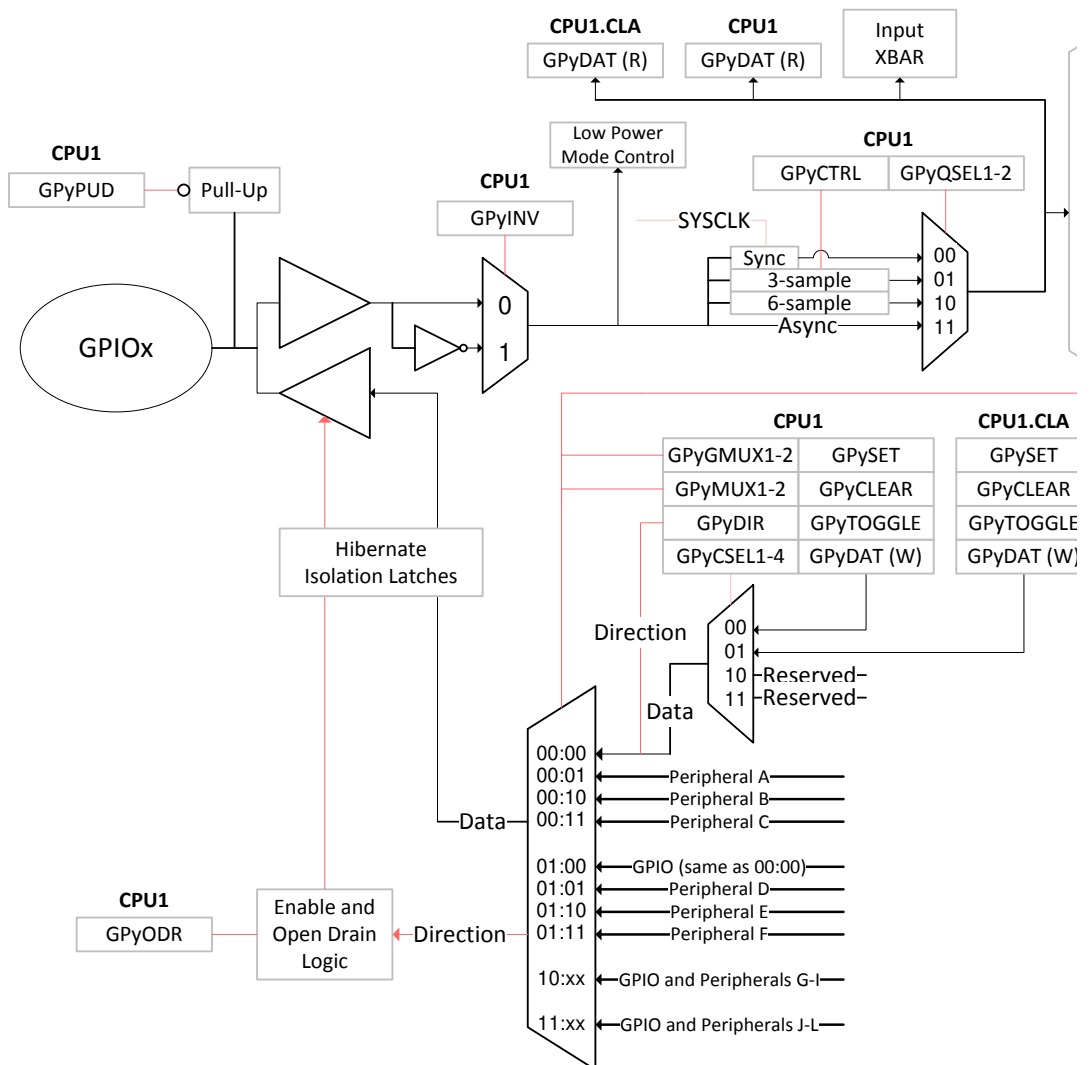 CPU1.CLA
GPyDAT (R)
CPU1
GPyDAT (R)
Input
XBAR
Low Power
Mode Control
CPU1
GPyPUD
Pull-Up
CPU1
GPyINV
CPU1
GPyCTRL
GPyQSEL1-2
SYSCLK
Sync
3-sample
6-sample
Async
00
01
10
11
0
1
GPIOx
CPU1
GPyGMUX1-2
GPySET
GPyMUX1-2
GPyCLEAR
GPyDIR
GPyTOGGLE
GPyCSEL1-4
GPyDAT (W)
CPU1.CLA
GPySET
GPyCLEAR
GPyTOGGLE
GPyDAT (W)
Hibernate
Isolation Latches
Direction
00
01
10
11
Reserved
Reserved
Data
00:00
00:01
Peripheral A
00:10
Peripheral B
00:11
Peripheral C
Data
01:00
GPIO (same as 00:00)
01:01
Peripheral D
01:10
Peripheral E
01:11
Peripheral F
10:xx
GPIO and Peripherals G-I
11:xx
GPIO and Peripherals J-L
CPU1
GPyODR
Enable and
Open Drain
Logic
Direction